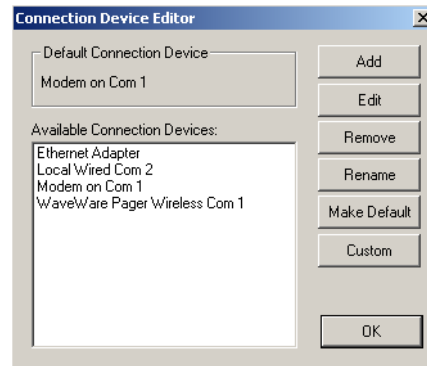 Connection Device Editor
Default Connection Device
Modem on Com 1
Available Connection Devices:
Ethernet Adapter
Local Wired Com 2
Modem on Com 1
WaveWare Pager Wireless Com 1
Add
Edit
Remove
Rename
Make Default
Custom
OK